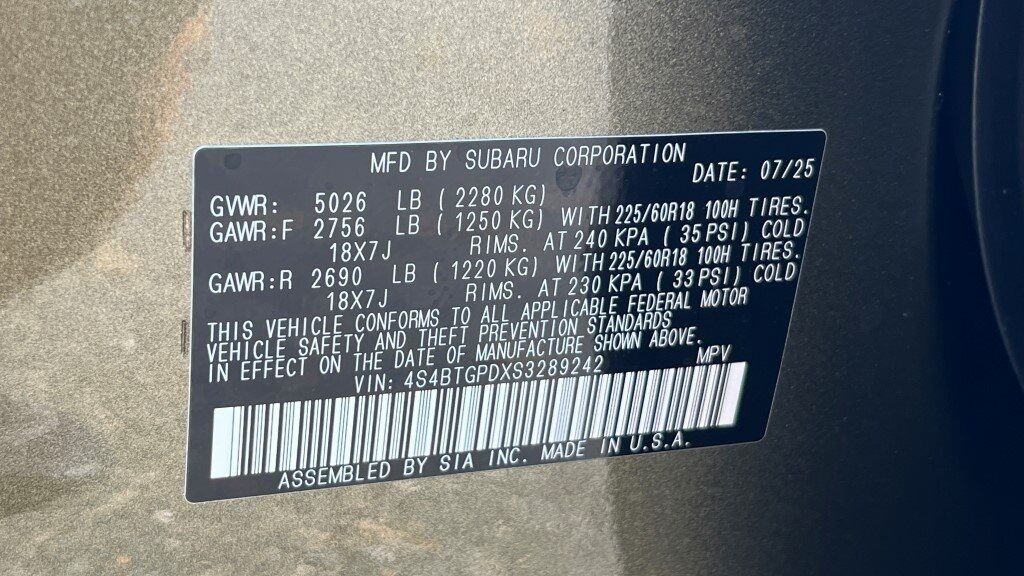 MFD BY SUBARU CORPORATION DATE: 07/25
GVWR: 5026 LB ( 2280 KG)
GAWR:F 2756 LB ( 1250 KG) WITH 225/60R18 100H TIRES.
18X7J RIMS. AT 240 KPA ( 35 PSI) COLD
GAWR:R 2690 LB ( 1220 KG) WITH 225/60R18 100H TIRES.
18X7J RIMS. AT 230 KPA ( 33 PSI) COLD
THIS VEHICLE CONFORMS TO ALL APPLICABLE FEDERAL MOTOR
VEHICLE SAFETY AND THEFT PREVENTION STANDARDS
IN EFFECT ON THE DATE OF MANUFACTURE SHOWN ABOVE.
VIN: 4S4BTGPDXS3289242 MPV
ASSEMBLED BY SIA INC. MADE IN U.S.A.